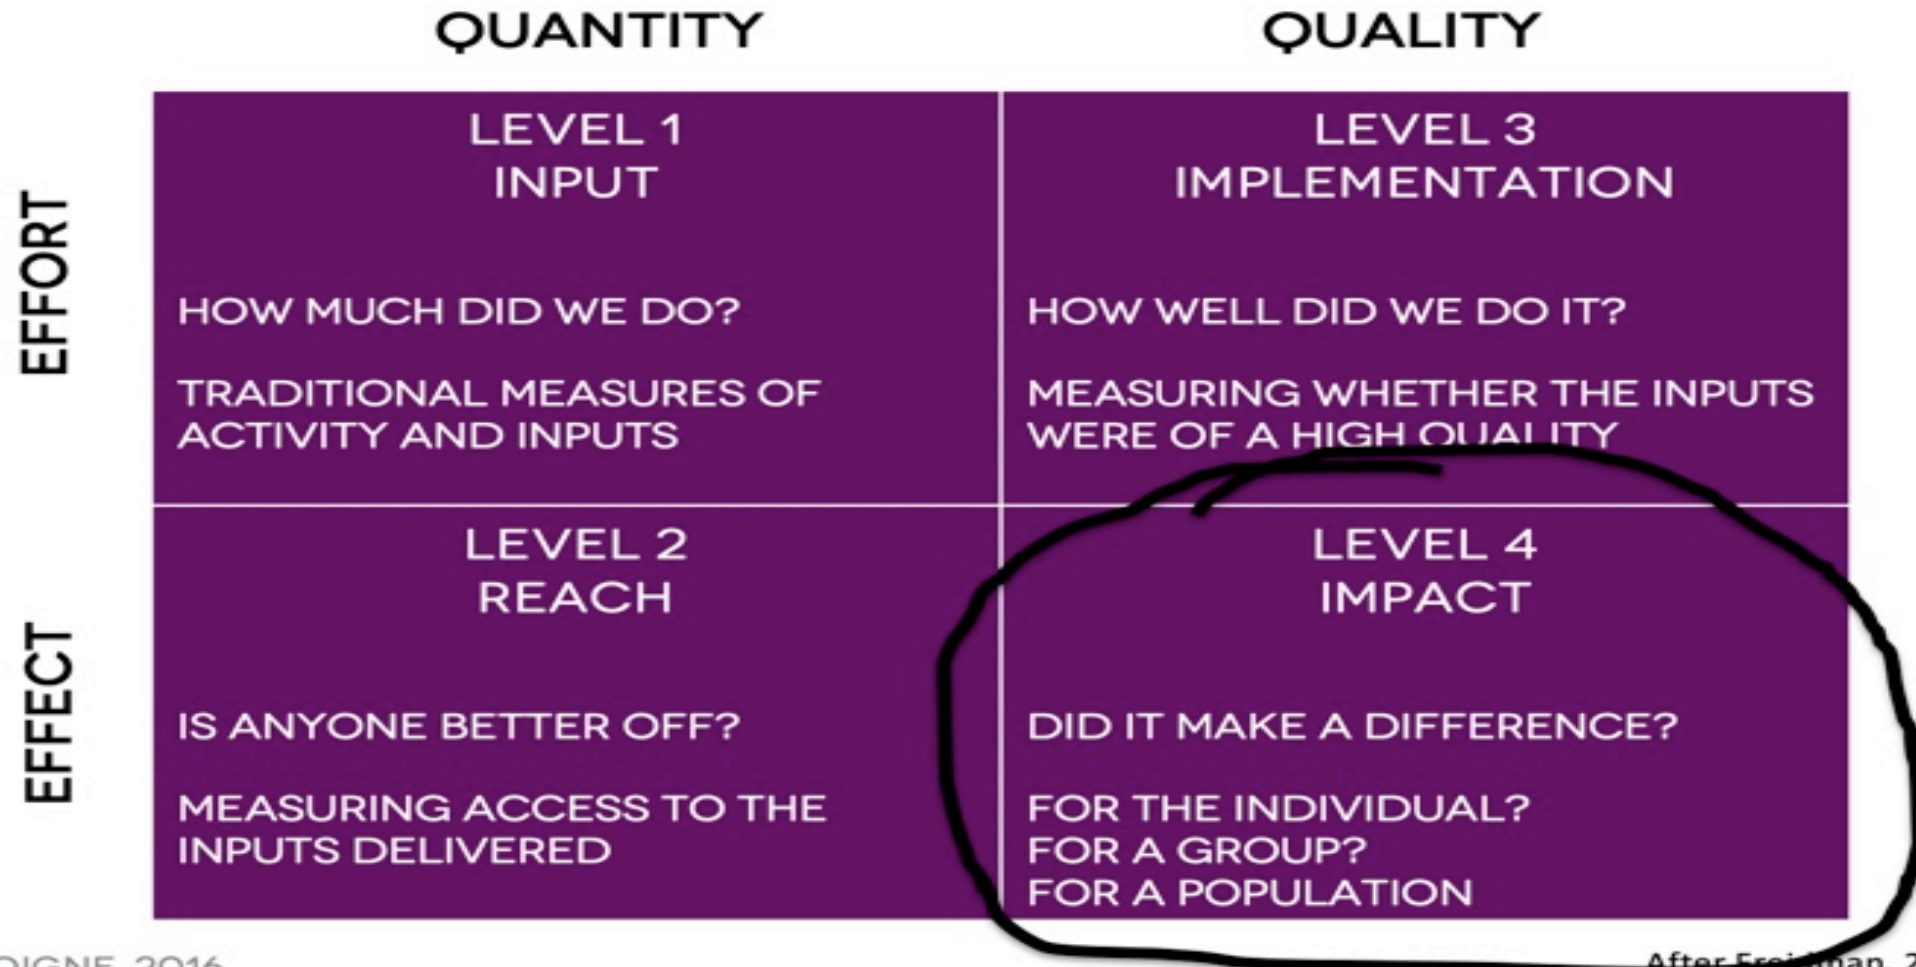 QUANTITY
QUALITY
EFFORT
LEVEL 1
INPUT
HOW MUCH DID WE DO?
TRADITIONAL MEASURES OF
ACTIVITY AND INPUTS
LEVEL 3
IMPLEMENTATION
HOW WELL DID WE DO IT?
MEASURING WHETHER THE INPUTS
WERE OF A HIGH QUALITY
EFFECT
LEVEL 2
REACH
IS ANYONE BETTER OFF?
MEASURING ACCESS TO THE
INPUTS DELIVERED
LEVEL 4
IMPACT
DID IT MAKE A DIFFERENCE?
FOR THE INDIVIDUAL?
FOR A GROUP?
FOR A POPULATION
2016
After